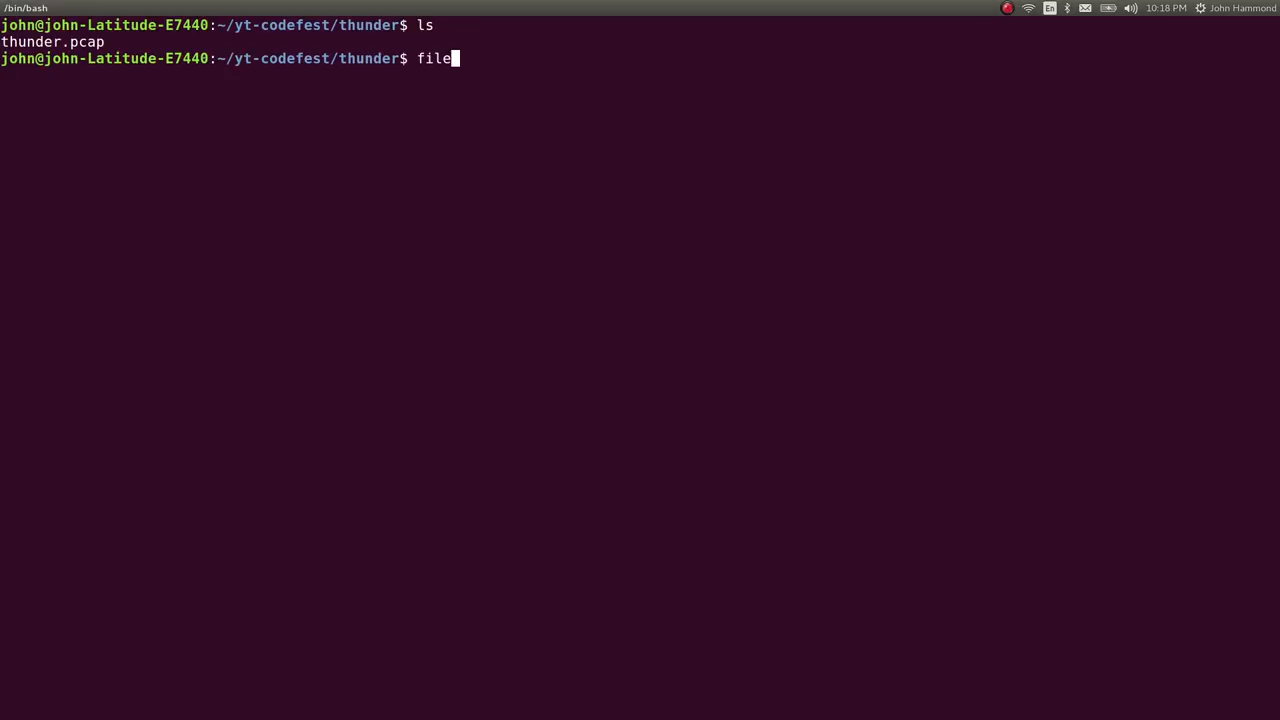 /bin/bash
En
10:18 PM
John Hammond
john@john-Latitude-E7440:~/yt-codefest/thunder$ ls
thunder.pcap
john@john-Latitude-E7440:~/yt-codefest/thunder$ file